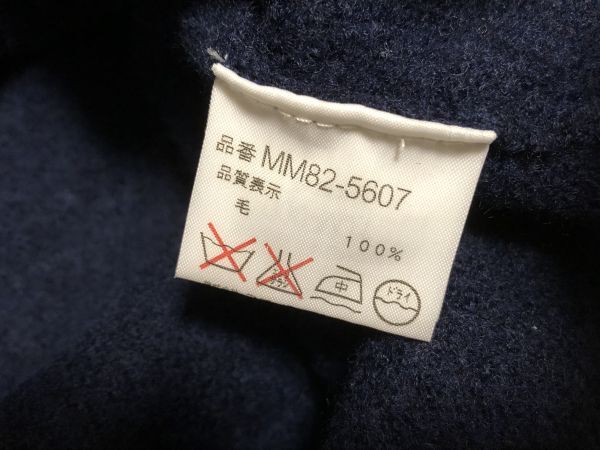 品番 MM82-5607
品質表示
毛 100%
中 ドライ